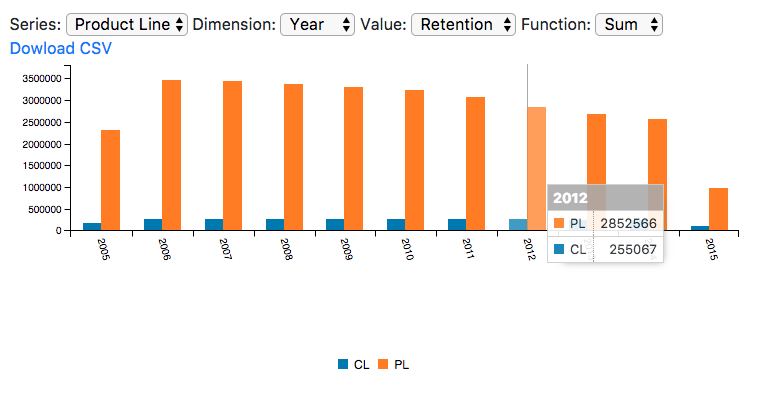 Series: Product Line Dimension: Year Value: Retention Function: Sum
Dowload CSV
3500000
3000000
2500000
2000000
1500000
1000000
500000
0
2005 2006 2007 2008 2009 2010 2011 2012 2015
2012
PL 2852566
CL 255067
CL PL